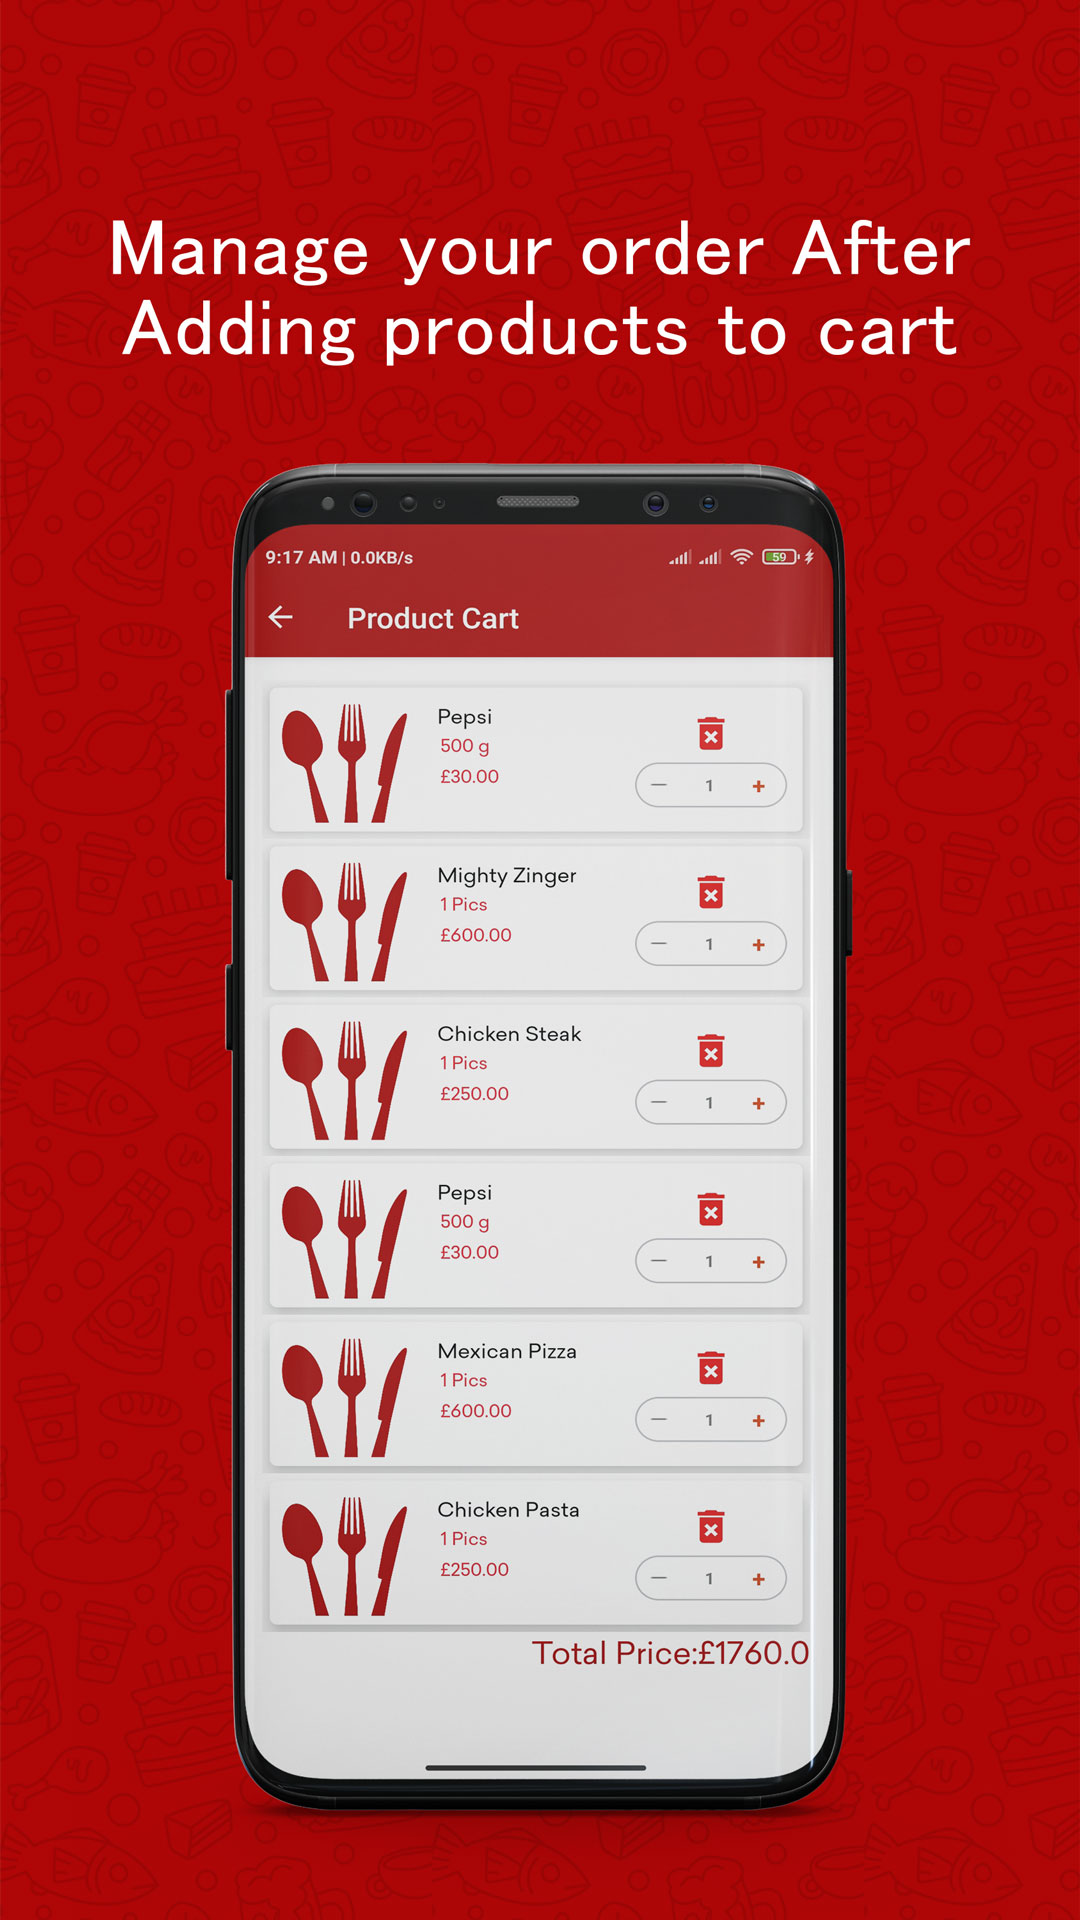 Manage your order After
Adding products to cart
9:17 AM | 0.0KB/s
59
Product Cart
Pepsi
500 g
£30.00
1
Mighty Zinger
1 Pics
£600.00
1
Chicken Steak
1 Pics
£250.00
1
Pepsi
500 g
£30.00
1
Mexican Pizza
1 Pics
£600.00
1
Chicken Pasta
1 Pics
£250.00
1
Total Price:£1760.0